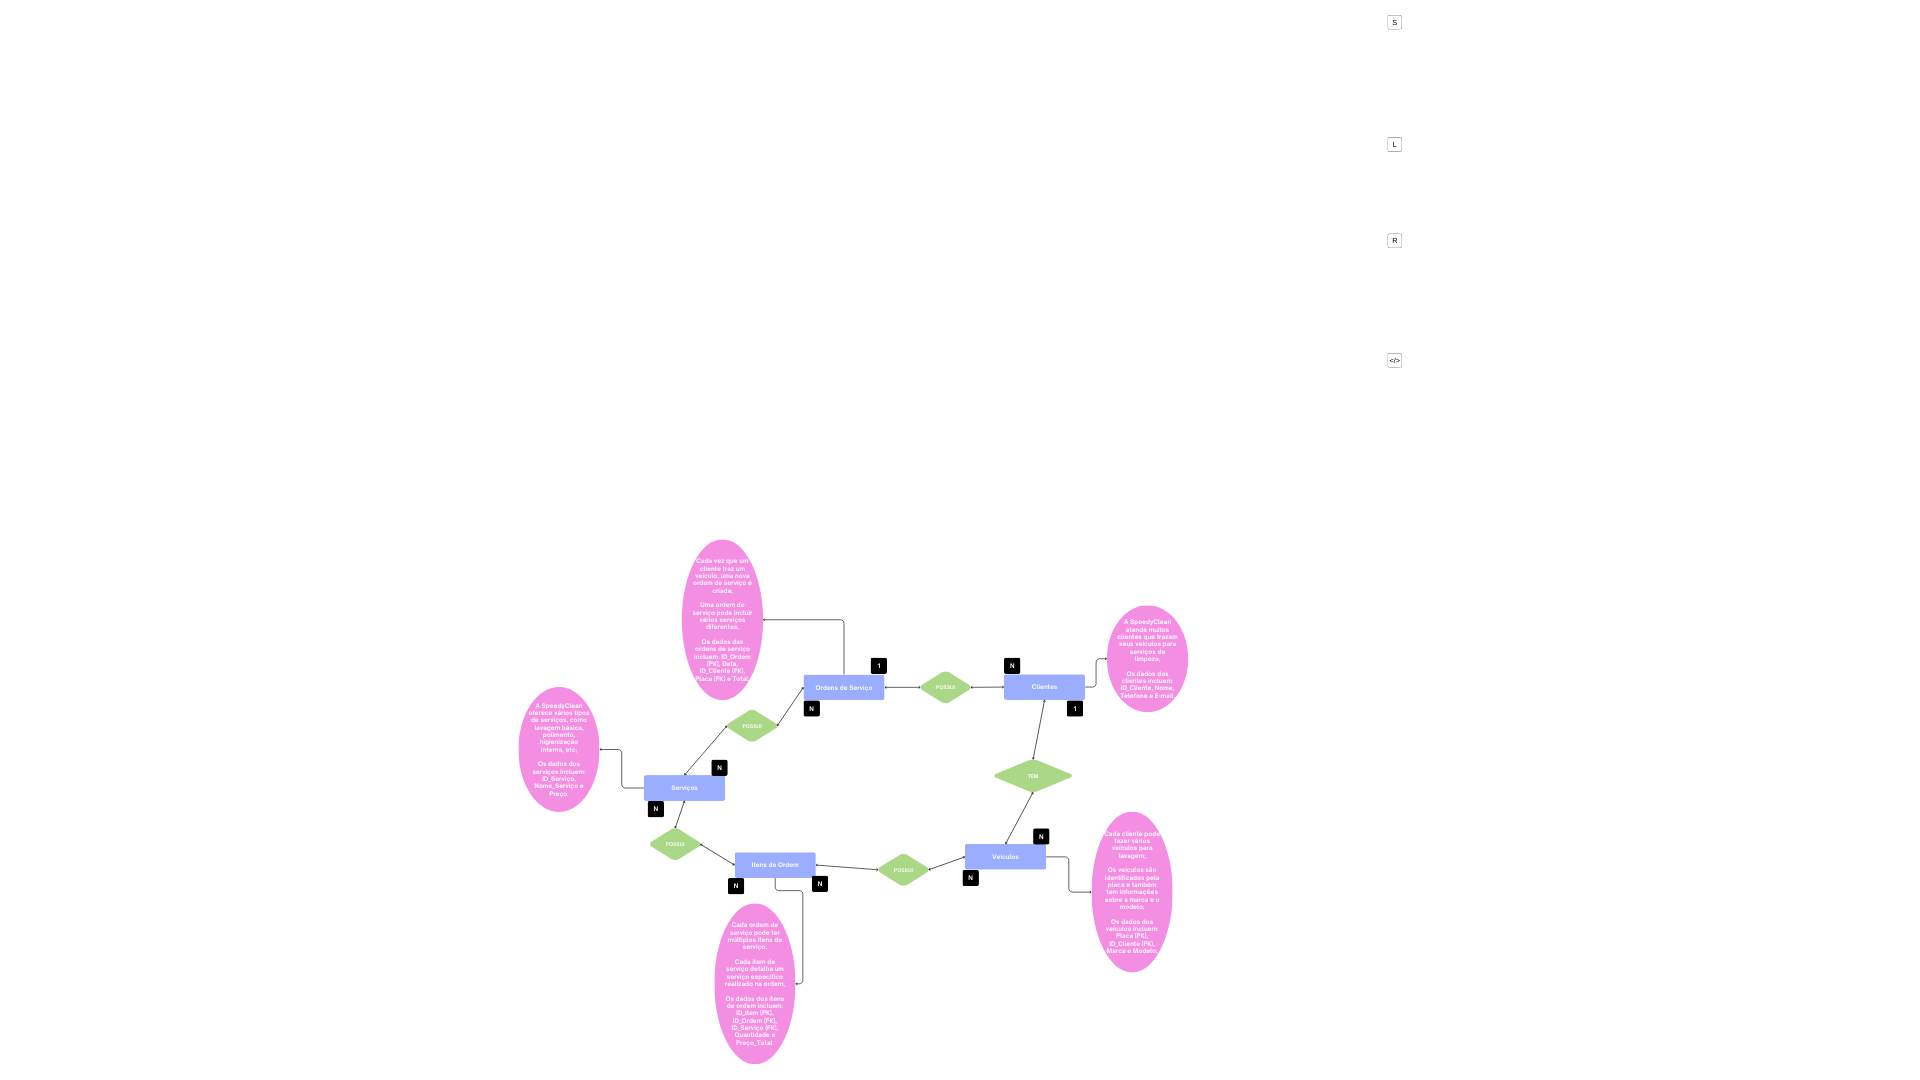 S
L
R
</>
Cada vez que um
cliente traz um
veículo, uma nova
ordem de serviço é
criada;
Uma ordem de
serviço pode incluir
vários serviços
diferentes,
Os dados das
ordens de serviço
incluem: ID_Ordem
(PK), Data,
ID_Cliente (FK),
Placa (FK) e Total.
A SpeedyClean
atende muitos
clientes que trazem
seus veículos para
serviços de
limpeza;
Os dados dos
clientes incluem:
ID_Cliente, Nome,
Telefone e E-mail.
1
N
Ordens de Serviço
POSSUI
Clientes
N
1
A SpeedyClean
oferece vários tipos
de serviços, como
lavagem básica,
polimento,
higienização
interna, etc;
Os dados dos
serviços incluem:
ID_Serviço,
Nome_Serviço e
Preço.
POSSUI
N
TEM
Serviços
N
N
Cada cliente pode
fazer vários
veículos para
lavagem;
Os veículos são
identificados pela
placa e também
tem informações
sobre a marca e o
modelo;
Os dados dos
veículos incluem:
Placa (PK),
ID_Cliente (FK),
Marca e Modelo.
POSSUI
Veículos
Itens de Ordem
POSSUI
N
N
N
Cada ordem de
serviço pode ter
múltiplos itens de
serviço;
Cada item de
serviço detalha um
serviço específico
realizado na ordem;
Os dados dos itens
de ordem incluem:
ID_Item (PK),
ID_Ordem (FK),
ID_Serviço (FK),
Quantidade e
Preço_Total.